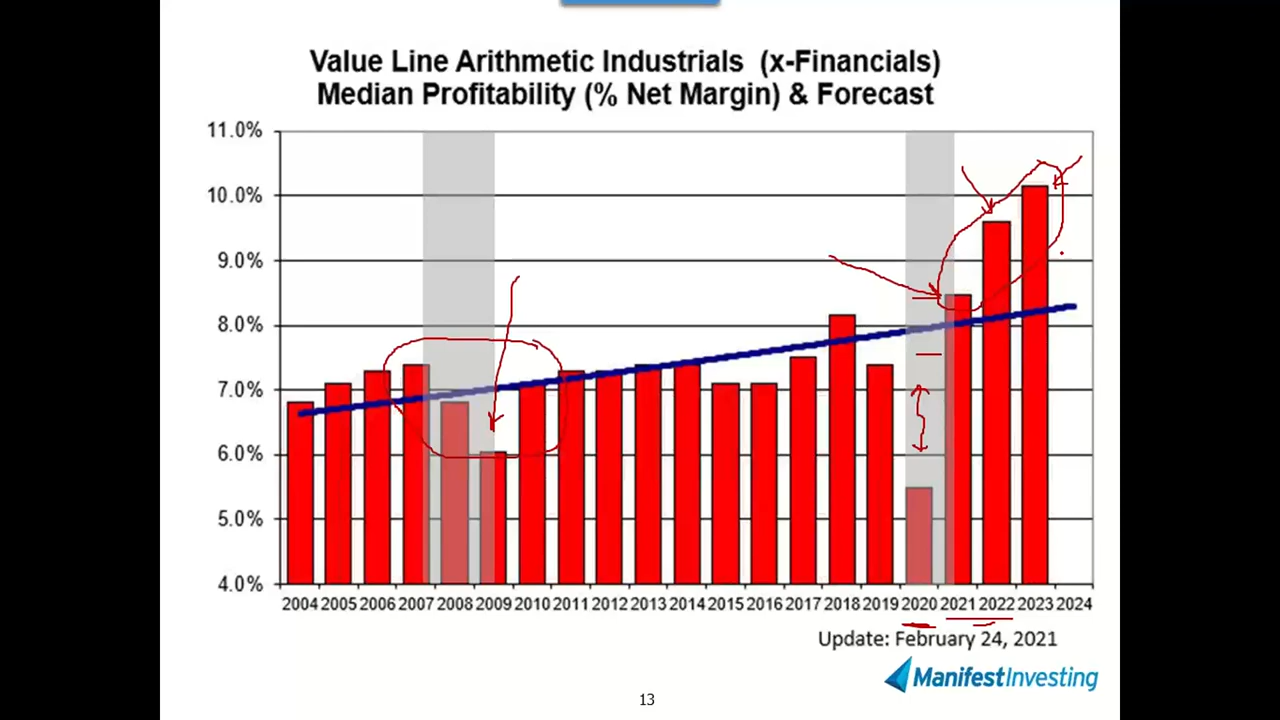 Value Line Arithmetic Industrials (x-Financials)
Median Profitability (% Net Margin) & Forecast
11.0%
10.0%
9.0%
8.0%
7.0%
6.0%
5.0%
4.0%
2004 2005 2006 2007 2008 2009 2010 2011 2012 2013 2014 2015 2016 2017 2018 2019 2020 2021 2022 2023 2024
Update: February 24, 2021
ManifestInvesting
13